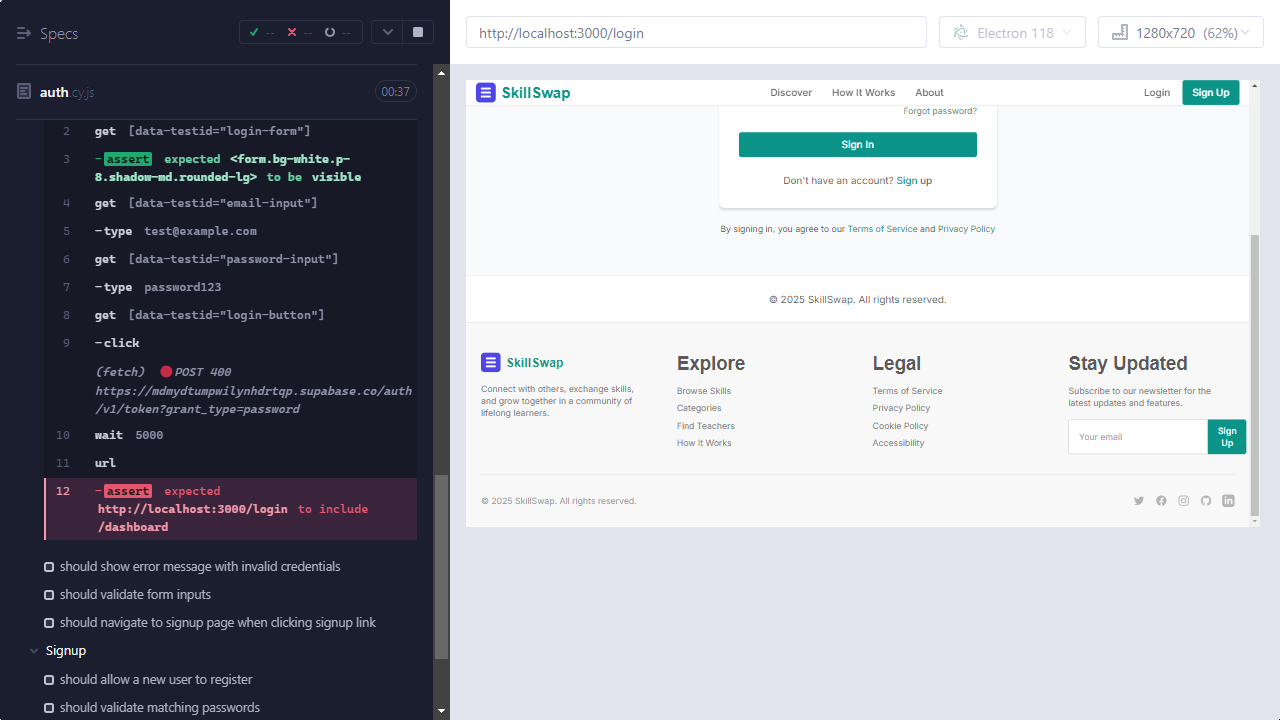 Specs
-- -- --
auth.cy.js
00:37
2 get [data-testid="login-form"]
3 -assert expected <form.bg-white.p-
8.shadow-md.rounded-lg> to be visible
4 get [data-testid="email-input"]
5 -type test@example.com
6 get [data-testid="password-input"]
7 -type password123
8 get [data-testid="login-button"]
9 -click
(fetch) POST 400
https://mdmydtumpwilynhdrtqp.supabase.co/auth
/v1/token?grant_type=password
10 wait 5000
11 url
12 -assert expected
http://localhost:3000/login to include
/dashboard
should show error message with invalid credentials
should validate form inputs
should navigate to signup page when clicking signup link
Signup
should allow a new user to register
should validate matching passwords
http://localhost:3000/login
Electron 118
1280x720 (62%)
SkillSwap
Discover How It Works About
Login Sign Up
Forgot password?
Sign In
Don't have an account? Sign up
By signing in, you agree to our Terms of Service and Privacy Policy
© 2025 SkillSwap. All rights reserved.
SkillSwap
Connect with others, exchange skills,
and grow together in a community of
lifelong learners.
Explore
Browse Skills
Categories
Find Teachers
How It Works
Legal
Terms of Service
Privacy Policy
Cookie Policy
Accessibility
Stay Updated
Subscribe to our newsletter for the
latest updates and features.
Your email
Sign
Up
© 2025 SkillSwap. All rights reserved.